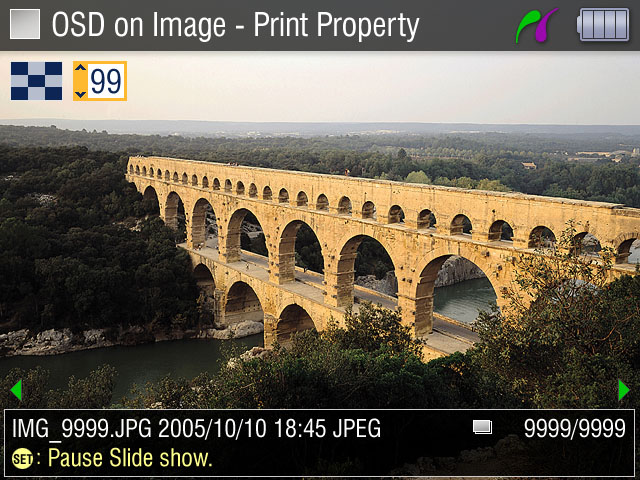 OSD on Image - Print Property
99
IMG_9999.JPG 2005/10/10 18:45 JPEG 9999/9999
SET: Pause Slide show.